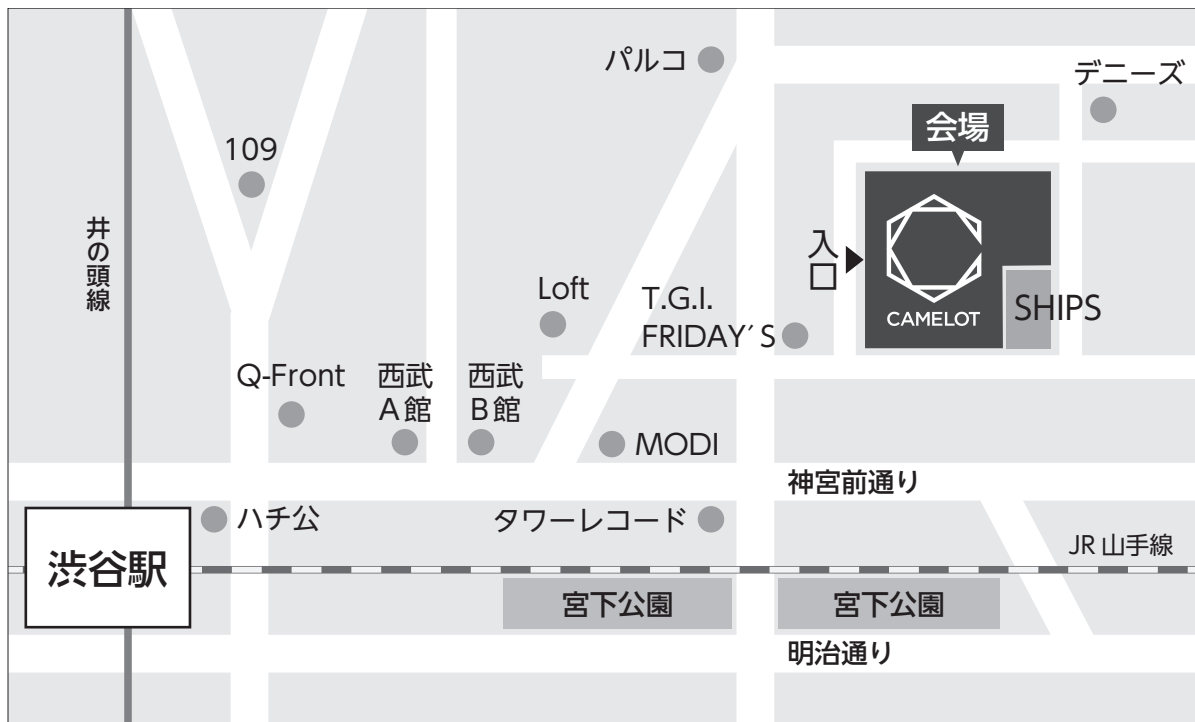 パルコ
デニーズ
会場
109
井の頭線
入口
CAMELOT
SHIPS
Loft
T.G.I.
FRIDAY´S
Q-Front
西武
A館
西武
B館
MODI
神宮前通り
ハチ公
タワーレコード
JR山手線
渋谷駅
宮下公園
宮下公園
明治通り